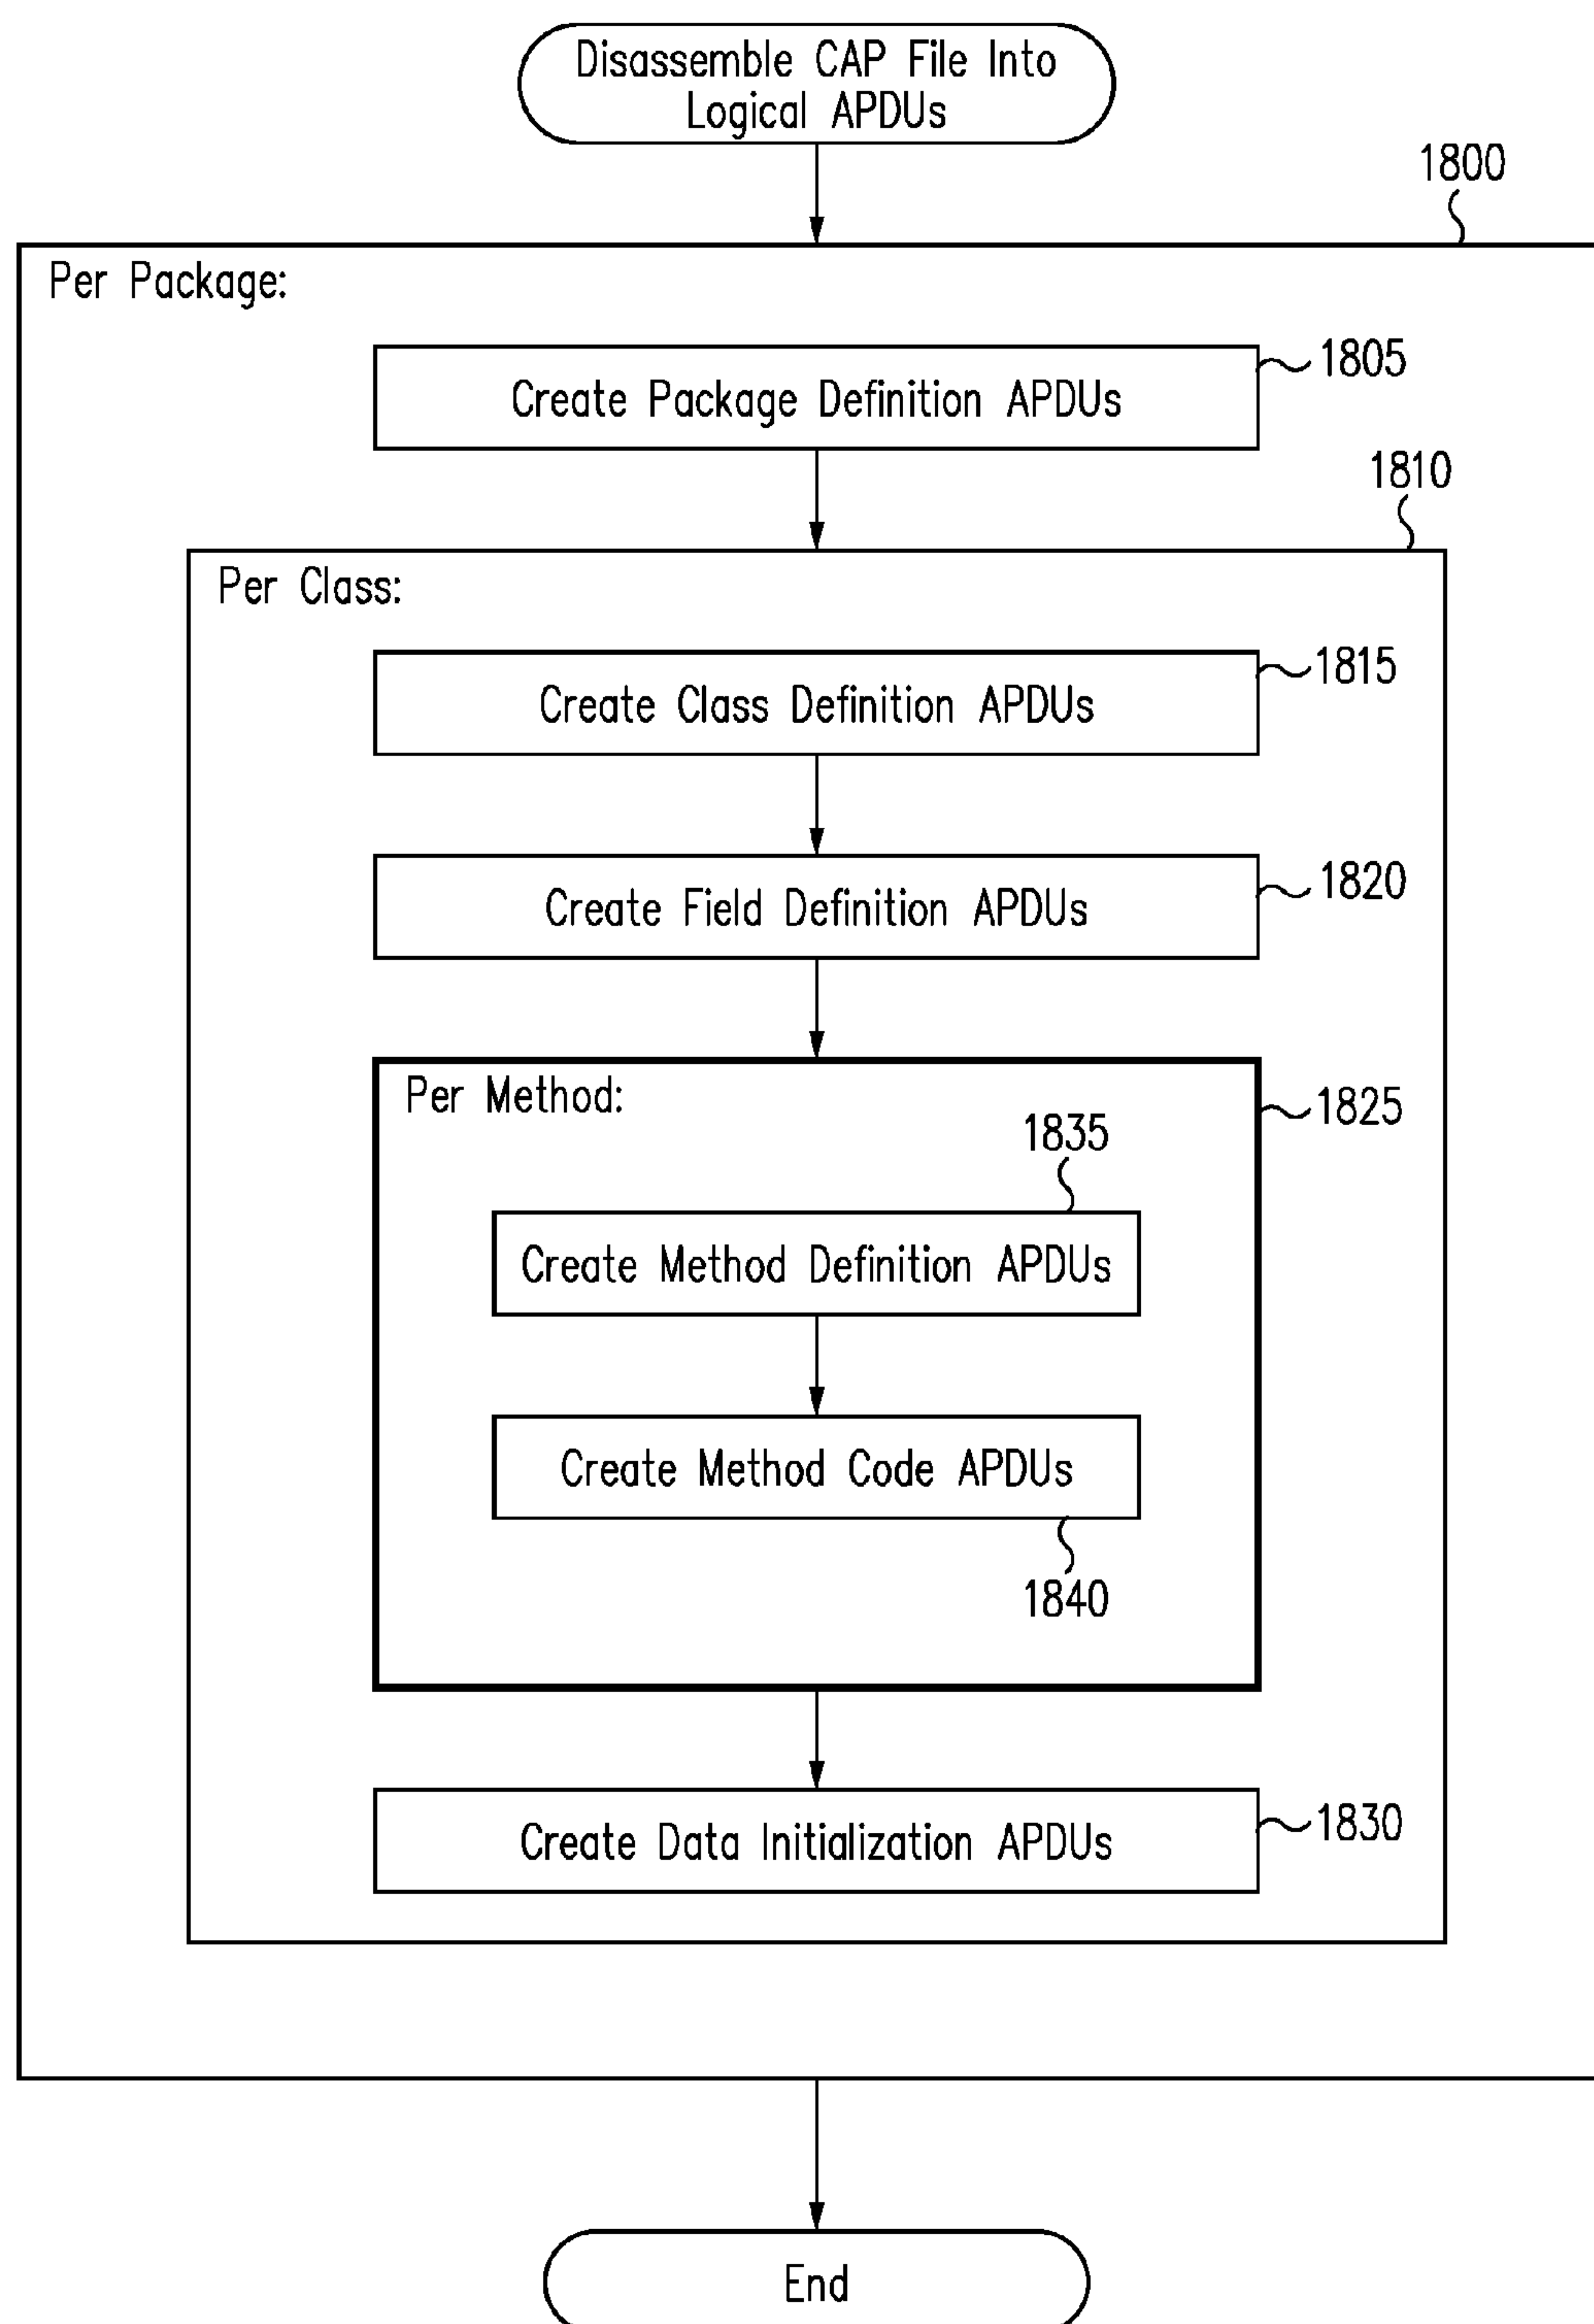 Disassemble CAP File Into
Logical APDUs
1800
Per Package:
1805
Create Package Definition APDUs
1810
Per Class:
1815
Create Class Definition APDUs
1820
Create Field Definition APDUs
Per Method:
1825
1835
Create Method Definition APDUs
Create Method Code APDUs
1840
1830
Create Data Initialization APDUs
End